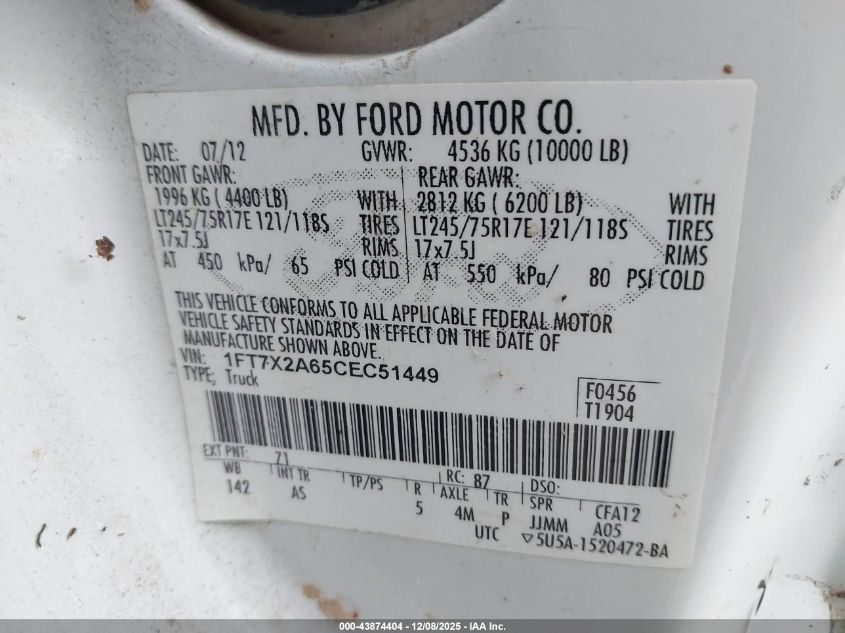 MFD. BY FORD MOTOR CO.
DATE: 07/12 GVWR: 4536 KG (10000 LB)
FRONT GAWR: REAR GAWR:
1996 KG ( 4400 LB) WITH 2812 KG ( 6200 LB) WITH
LT245/75R17E 121/118S TIRES LT245/75R17E 121/118S TIRES
17x7.5J RIMS 17x7.5J RIMS
AT 450 kPa/ 65 PSI COLD AT 550 kPa/ 80 PSI COLD
THIS VEHICLE CONFORMS TO ALL APPLICABLE FEDERAL MOTOR
VEHICLE SAFETY STANDARDS IN EFFECT ON THE DATE OF
MANUFACTURE SHOWN ABOVE.
VIN: 1FT7X2A65CEC51449
TYPE: Truck
F0456
T1904
EXT PNT: 71 RC: 87 DSO:
WB INT TR TP/PS R AXLE TR SPR CFA12
142 AS 5 4M P JJMM A05
UTC ▽5U5A-1520472-BA
000-43874404 | 12/08/2025 - IAA Inc.